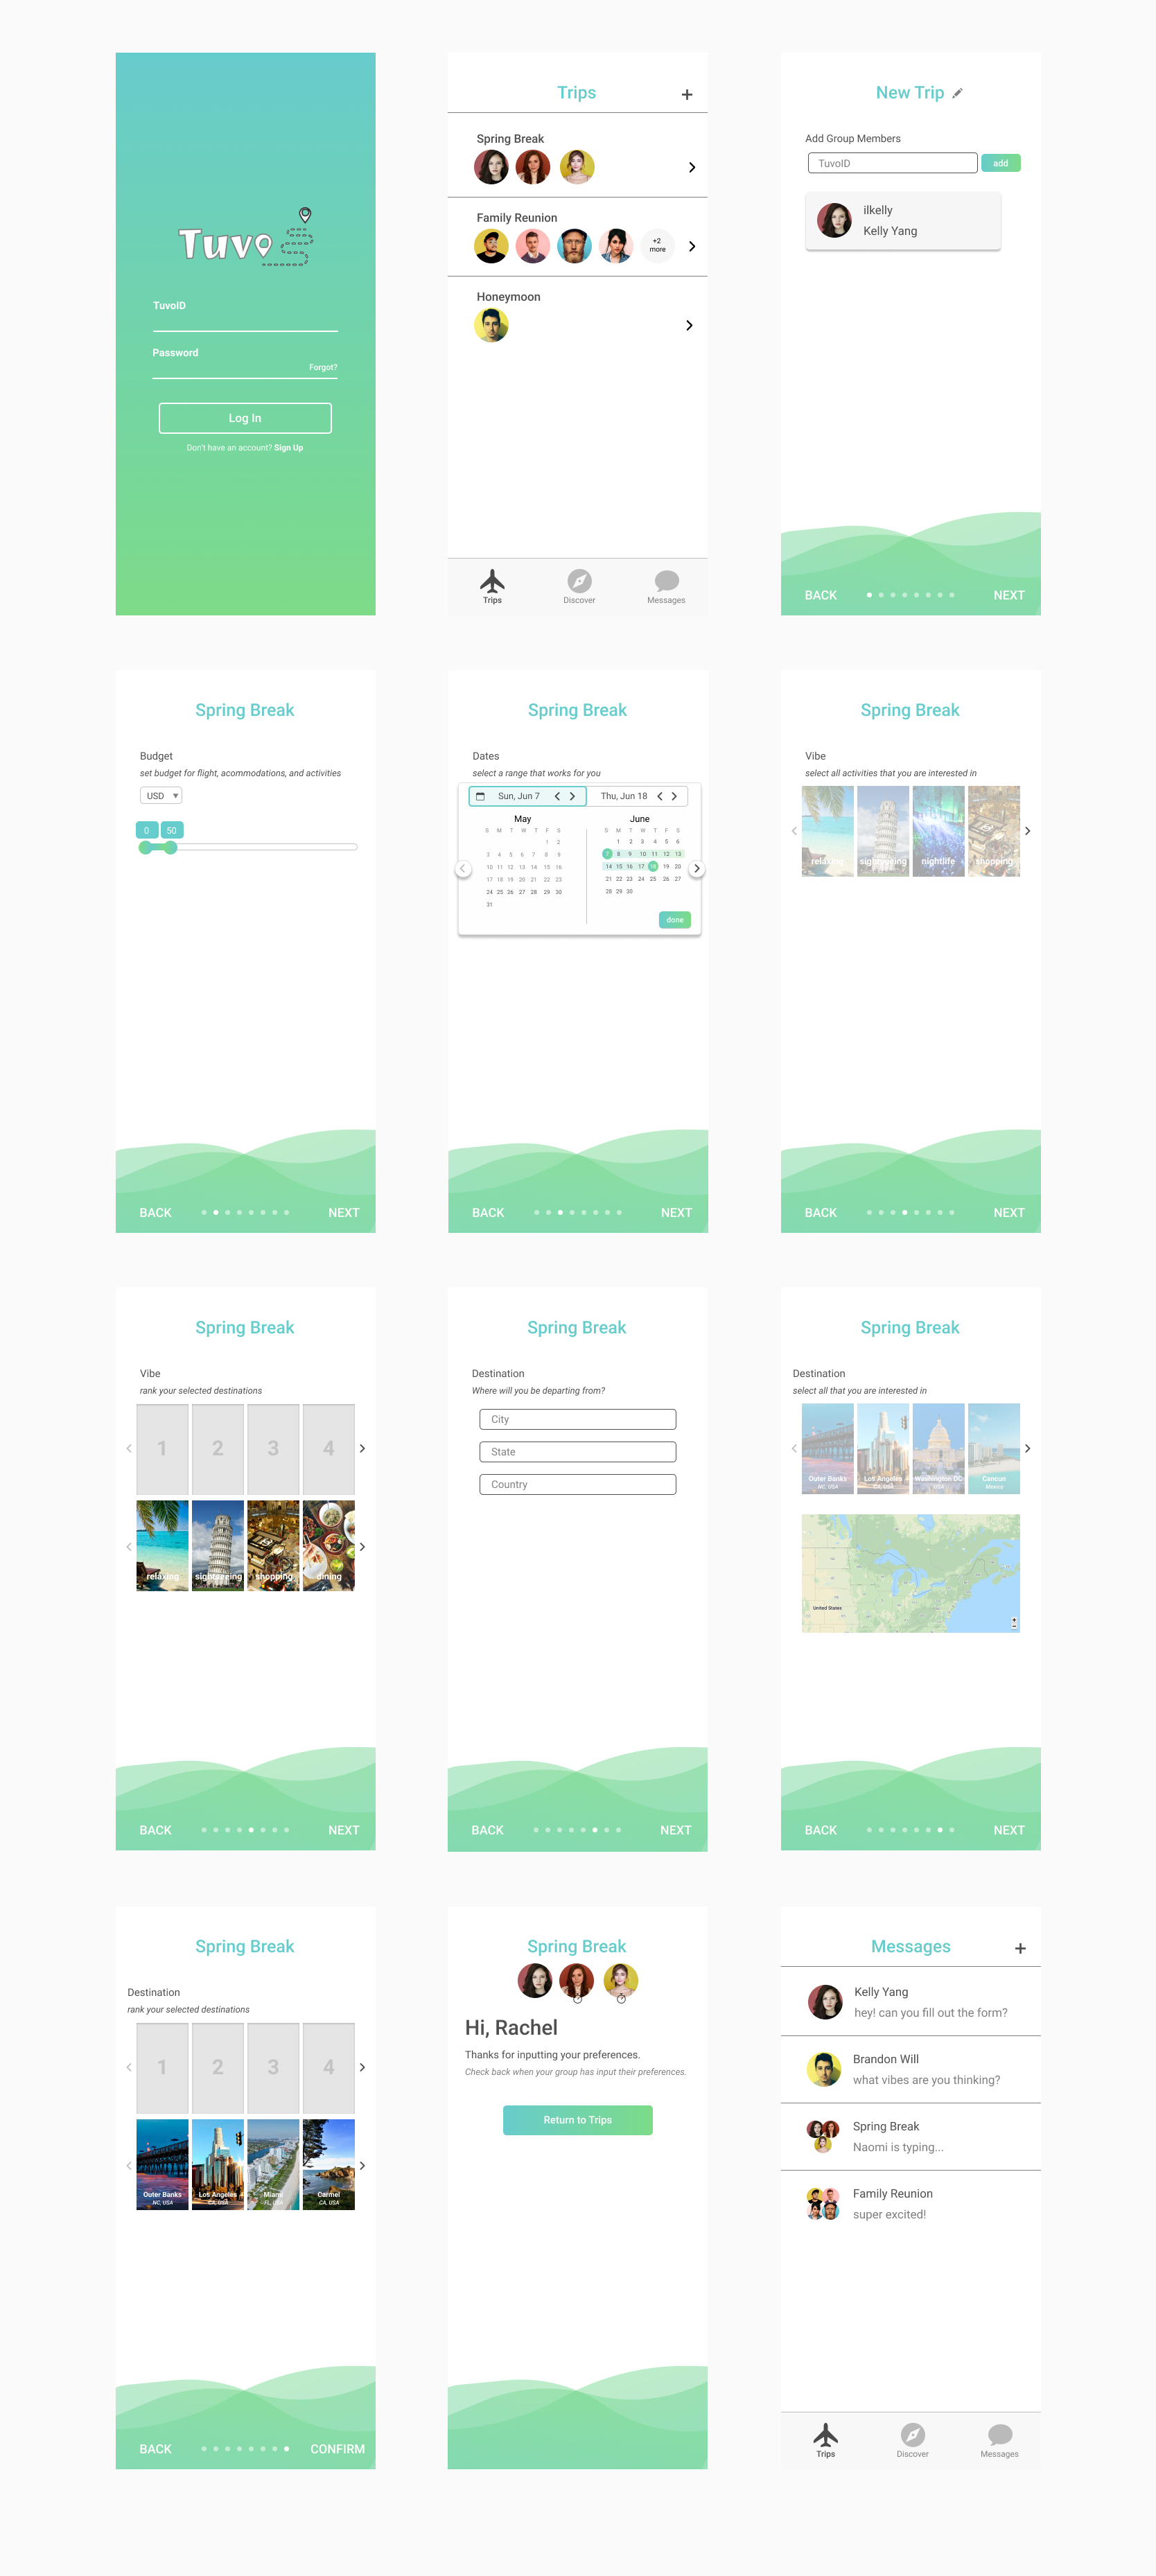 Tuvo
TuvoID
Password
Forgot?
Log In
Don't have an account? Sign Up
Trips
+
Spring Break
Family Reunion
+2
more
Honeymoon
Trips Discover Messages
New Trip
Add Group Members
TuvoID add
ilkelly
Kelly Yang
BACK NEXT
Spring Break
Budget
set budget for flight, acommodations, and activities
USD
0 50
BACK NEXT
Spring Break
Dates
select a range that works for you
Sun, Jun 7 Thu, Jun 18
May June
S M T W T F S S M T W T F S
1 2 1 2 3 4 5 6
3 4 5 6 7 8 9 7 8 9 10 11 12 13
10 11 12 13 14 15 16 14 15 16 17 18 19 20
17 18 19 20 21 22 23 21 22 23 24 25 26 27
24 25 26 27 28 29 30 28 29 30
31
done
BACK NEXT
Spring Break
Vibe
select all activities that you are interested in
relaxing sightseeing nightlife shopping
BACK NEXT
Spring Break
Vibe
rank your selected destinations
1 2 3 4
relaxing sightseeing shopping dining
BACK NEXT
Spring Break
Destination
Where will you be departing from?
City
State
Country
BACK NEXT
Spring Break
Destination
select all that you are interested in
Outer Banks Los Angeles Washington DC Cancun
NC, USA CA, USA USA Mexico
United States
+
−
BACK NEXT
Spring Break
Destination
rank your selected destinations
1 2 3 4
Outer Banks Los Angeles Miami Carmel
NC, USA CA, USA FL, USA CA, USA
BACK CONFIRM
Spring Break
Hi, Rachel
Thanks for inputting your preferences.
Check back when your group has input their preferences.
Return to Trips
Messages
+
Kelly Yang
hey! can you fill out the form?
Brandon Will
what vibes are you thinking?
Spring Break
Naomi is typing...
Family Reunion
super excited!
Trips Discover Messages